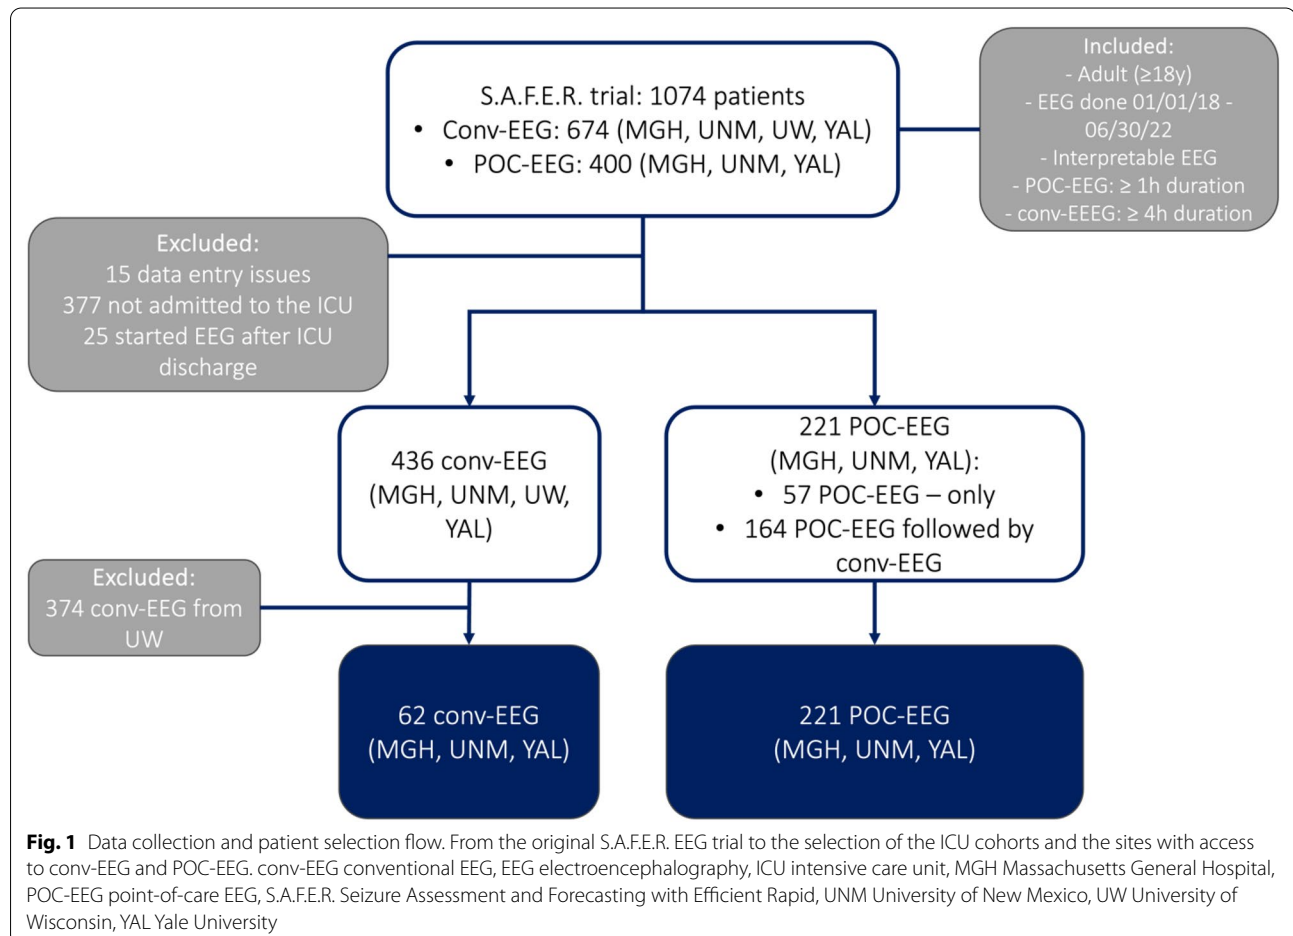 S.A.F.E.R. trial: 1074 patients
• Conv-EEG: 674 (MGH, UNM, UW, YAL)
• POC-EEG: 400 (MGH, UNM, YAL)
Included:
- Adult (≥18y)
- EEG done 01/01/18 -
06/30/22
- Interpretable EEG
- POC-EEG: ≥ 1h duration
- conv-EEEG: ≥ 4h duration
Excluded:
15 data entry issues
377 not admitted to the ICU
25 started EEG after ICU
discharge
436 conv-EEG
(MGH, UNM, UW,
YAL)
221 POC-EEG
(MGH, UNM, YAL):
• 57 POC-EEG – only
• 164 POC-EEG followed by
conv-EEG
Excluded:
374 conv-EEG from
UW
62 conv-EEG
(MGH, UNM, YAL)
221 POC-EEG
(MGH, UNM, YAL)
Fig. 1 Data collection and patient selection flow. From the original S.A.F.E.R. EEG trial to the selection of the ICU cohorts and the sites with access
to conv-EEG and POC-EEG. conv-EEG conventional EEG, EEG electroencephalography, ICU intensive care unit, MGH Massachusetts General Hospital,
POC-EEG point-of-care EEG, S.A.F.E.R. Seizure Assessment and Forecasting with Efficient Rapid, UNM University of New Mexico, UW University of
Wisconsin, YAL Yale University